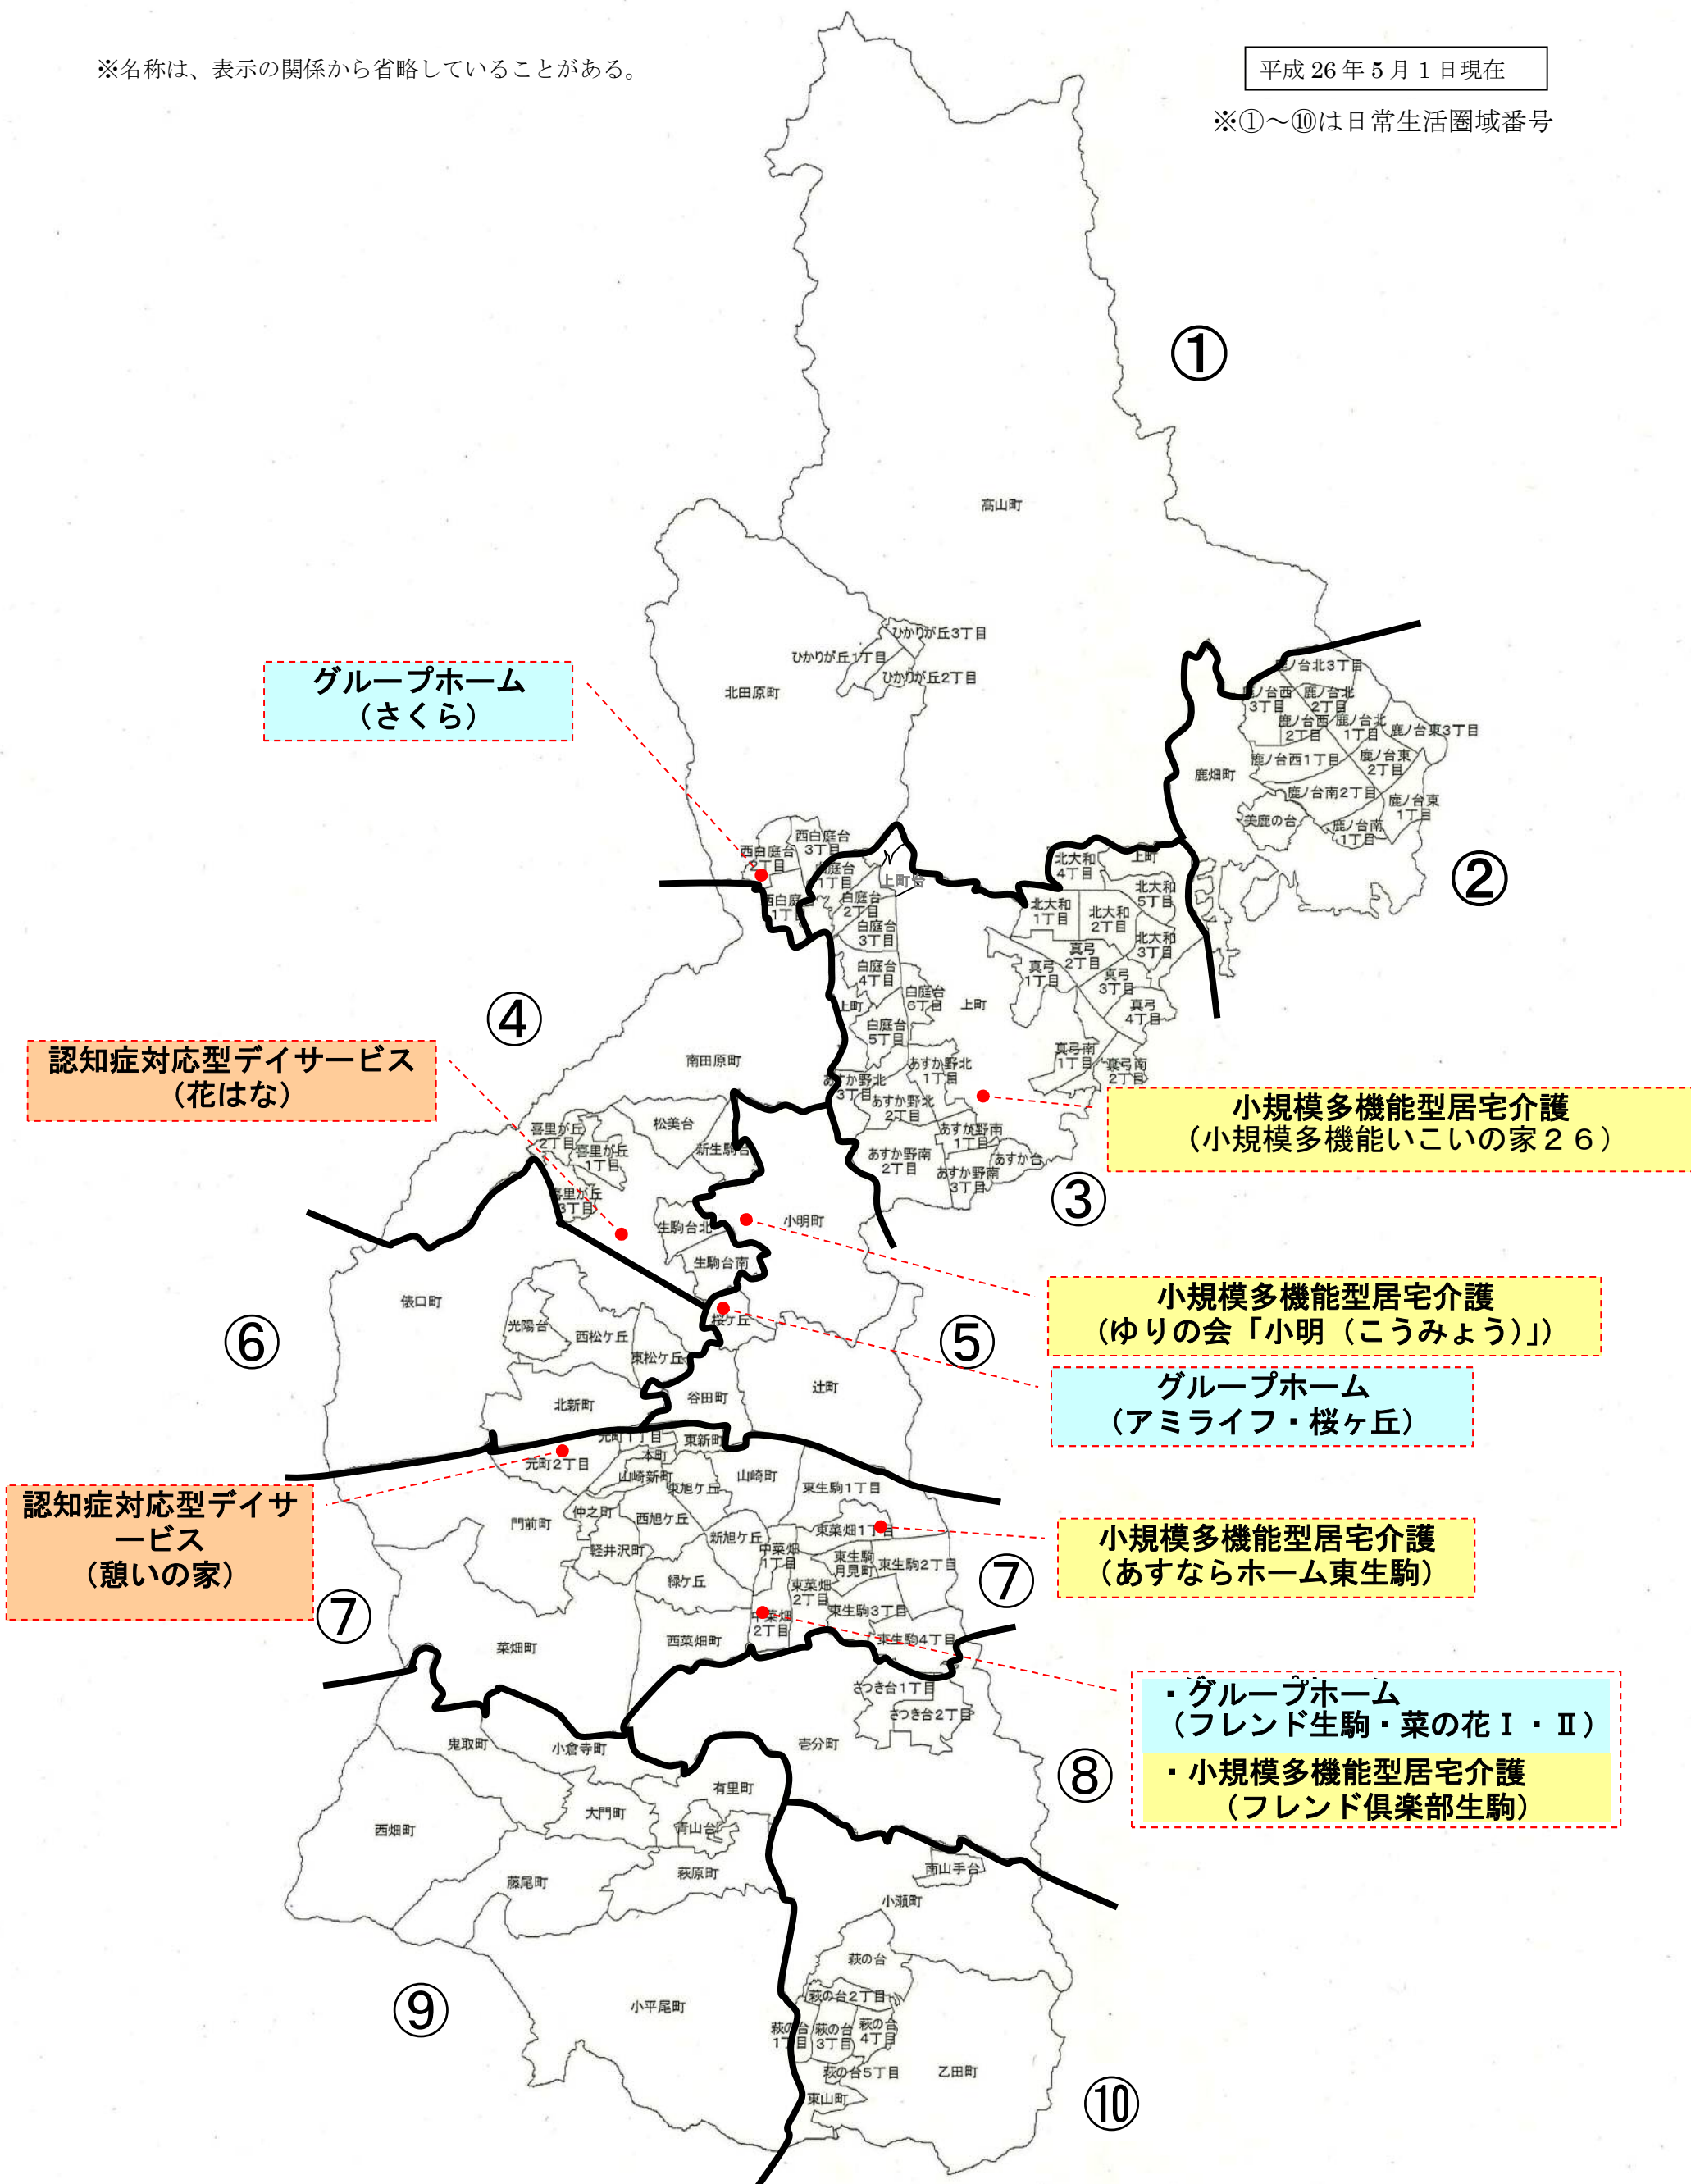 ※名称は、表示の関係から省略していることがある。
平成 26 年 5 月 1 日現在
※①~⑩は日常生活圏域番号
①
高山町
ひかりが丘3丁目
ひかりが丘1丁目
ひかりが丘2丁目
北田原町
グループホーム
(さくら)
鹿ノ台北3丁目
鹿ノ台西
3丁目
鹿ノ台北
2丁目
鹿ノ台西
2丁目
鹿ノ台北
1丁目
鹿ノ台東3丁目
鹿ノ台西1丁目
鹿ノ台東
2丁目
鹿畑町
鹿ノ台南2丁目
鹿ノ台東
1丁目
美鹿の台
鹿ノ台南
1丁目
②
西白庭台
3丁目
西白庭台
2丁目
白庭台
1丁目
上町台
西白庭台
1丁目
白庭台
2丁目
白庭台
3丁目
北大和
4丁目
上町
北大和
5丁目
北大和
1丁目
北大和
2丁目
北大和
3丁目
真弓
2丁目
真弓
1丁目
真弓
3丁目
真弓
4丁目
白庭台
4丁目
白庭台
6丁目
上町
上町
白庭台
5丁目
真弓南
1丁目
真弓南
2丁目
④
南田原町
認知症対応型デイサービス
(花はな)
あすか野北
1丁目
あすか野北
3丁目
あすか野北
2丁目
小規模多機能型居宅介護
(小規模多機能いこいの家26)
あすか野南
1丁目
あすか野南
2丁目
あすか台
あすか野南
3丁目
③
松美台
喜里が丘
2丁目
喜里が丘
1丁目
新生駒台
喜里が丘
3丁目
生駒台北
小明町
生駒台南
俵口町
小規模多機能型居宅介護
(ゆりの会「小明(こうみょう)」)
⑥
光陽台
西松ケ丘
桜ケ丘
⑤
東松ケ丘
グループホーム
(アミライフ・桜ヶ丘)
辻町
谷田町
北新町
元町1丁目
東新町
本町
元町2丁目
山崎新町
山崎町
東旭ケ丘
東生駒1丁目
認知症対応型デイサ
ービス
(憩いの家)
仲之町
西旭ケ丘
門前町
新旭ケ丘
東菜畑1丁目
小規模多機能型居宅介護
(あすならホーム東生駒)
軽井沢町
中菜畑
1丁目
東生駒
月見町
東生駒2丁目
緑ケ丘
東菜畑
2丁目
⑦
⑦
中菜畑
2丁目
東生駒3丁目
西菜畑町
東生駒4丁目
菜畑町
さつき台1丁目
さつき台2丁目
・グループホーム
(フレンド生駒・菜の花Ⅰ・Ⅱ)
・小規模多機能型居宅介護
(フレンド倶楽部生駒)
鬼取町
小倉寺町
壱分町
⑧
有里町
大門町
青山台
西畑町
萩原町
藤尾町
南山手台
小瀬町
萩の台
⑨
小平尾町
萩の台2丁目
萩の台
1丁目
萩の台
3丁目
萩の台
4丁目
萩の台5丁目
乙田町
東山町
⑩